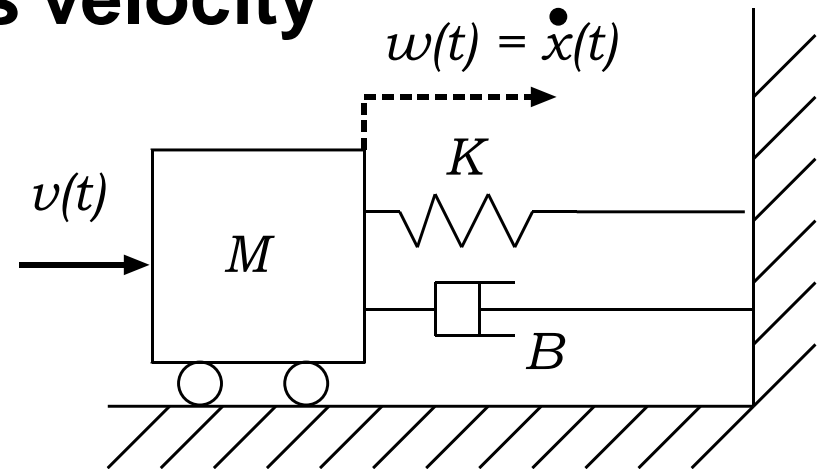 s velocity
w(t) = ẋ(t)
K
v(t)
M
B